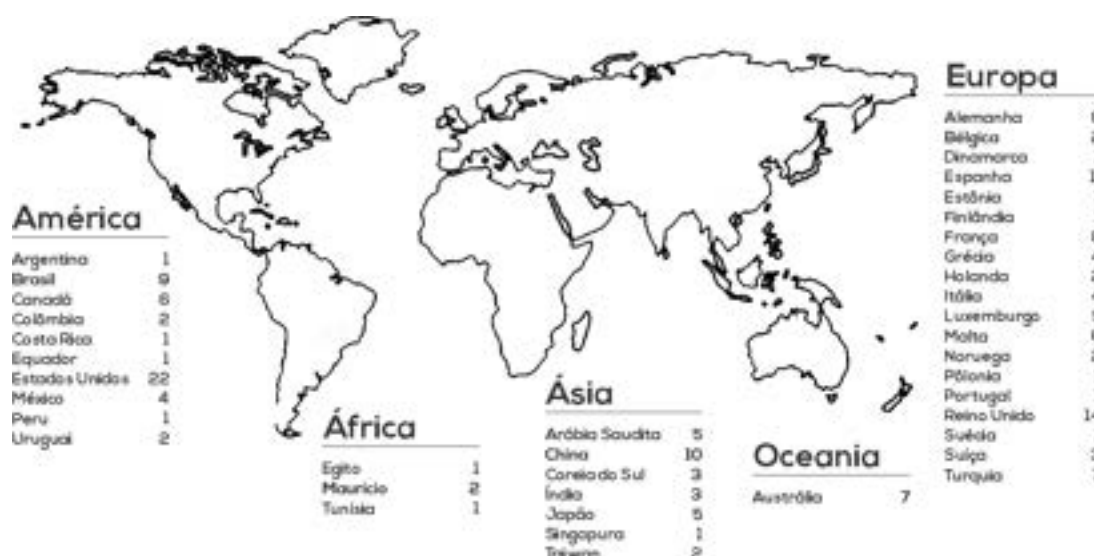 América
Argentina 1
Brasil 9
Canadá 6
Colômbia 2
Costa Rica 1
Equador 1
Estados Unidos 22
México 4
Peru 1
Uruguai 2
África
Egito 1
Maurício 2
Tunísia 1
Ásia
Arábia Saudita 5
China 10
Coreia do Sul 3
Índia 3
Japão 5
Singapura 1
Taiwan 2
Oceania
Austrália 7
Europa
Alemanha
Bélgica
Dinamarca
Espanha
Estônia
Finlândia
França
Grécia
Holanda
Itália
Luxemburgo
Malta
Noruega
Pôlonia
Portugal
Reino Unido
Suécia
Suíça
Turquia